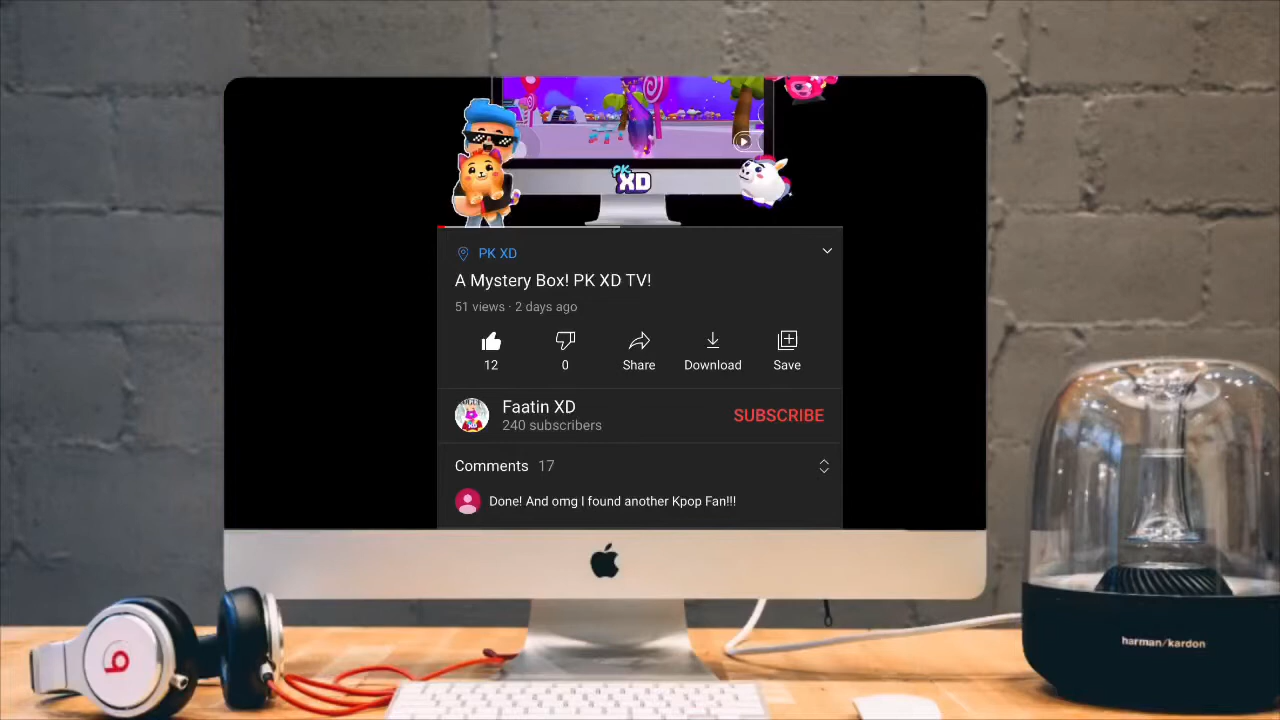 PK
XD
PK XD
A Mystery Box! PK XD TV!
51 views · 2 days ago
12
0
Share
Download
Save
Faatin XD
240 subscribers
SUBSCRIBE
Comments 17
Done! And omg I found another Kpop Fan!!!
harman/kardon
b